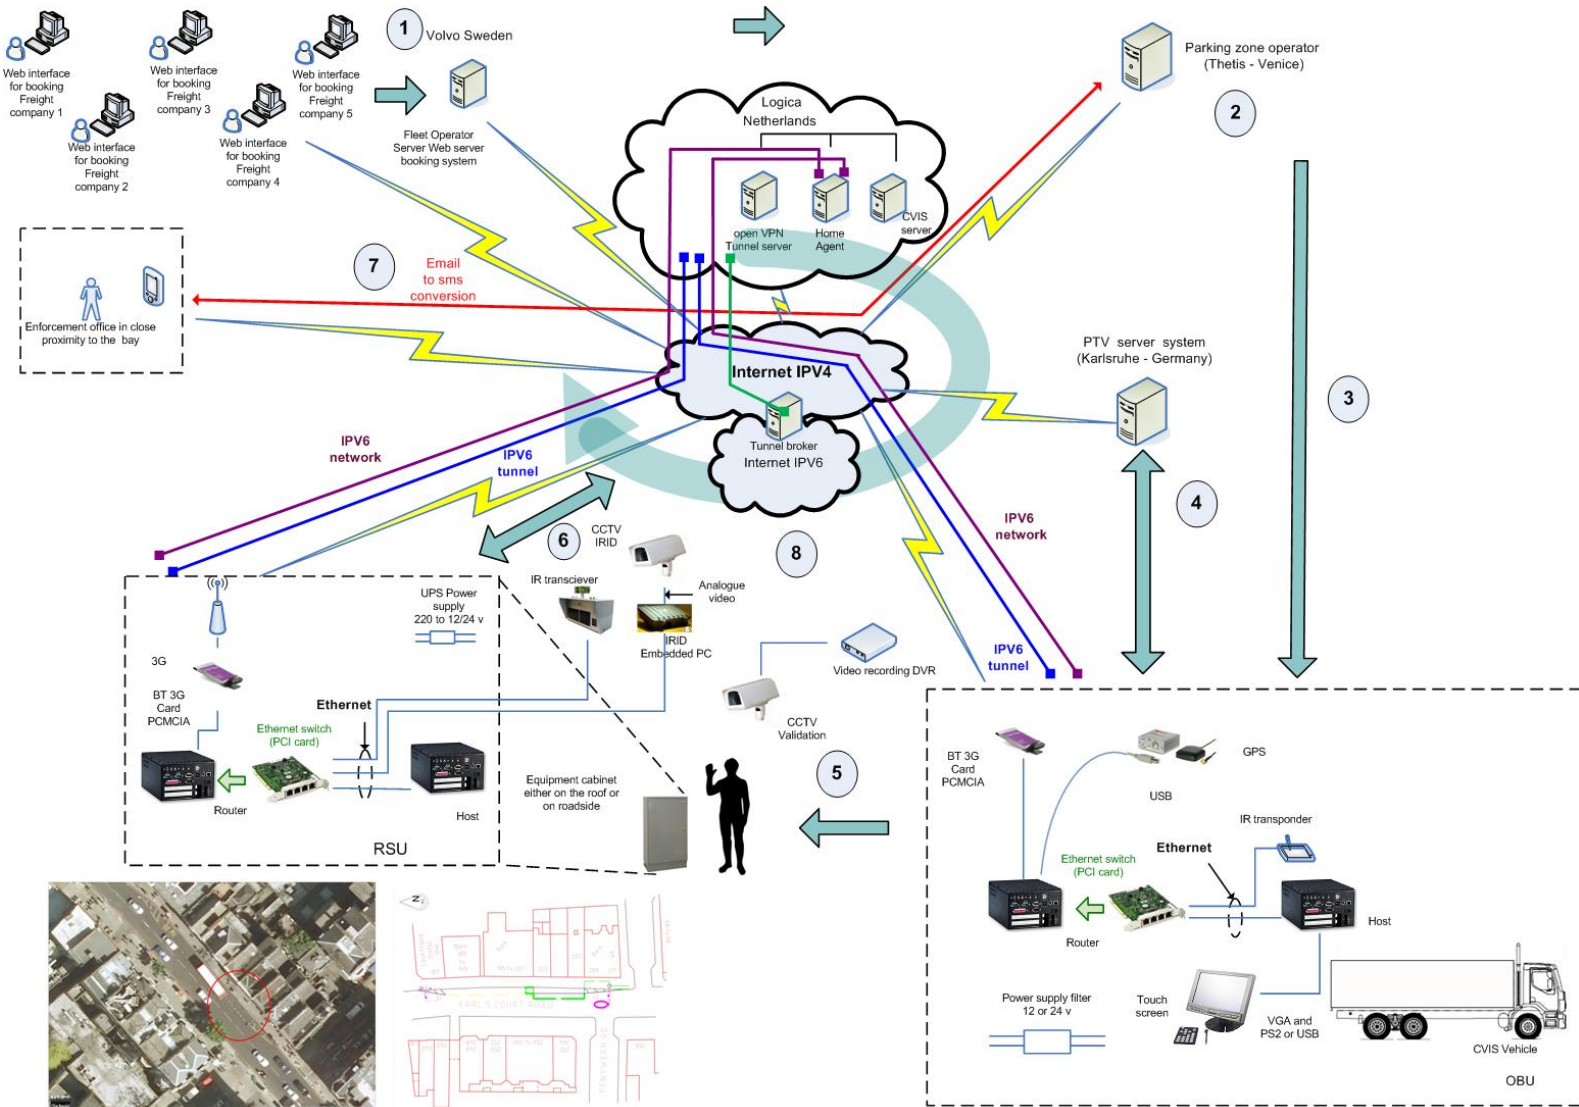 1
Volvo Sweden
Web interface
for booking
Freight
company 1
Web interface
for booking
Freight
company 2
Web interface
for booking
Freight
company 3
Web interface
for booking
Freight
company 4
Web interface
for booking
Freight
company 5
Fleet Operator
Server Web server
booking system
Logica
Netherlands
open VPN
Tunnel server
Home
Agent
CVIS
server
Parking zone operator
(Thetis - Venice)
2
7
Email
to sms
conversion
Enforcement office in close
proximity to the bay
Internet IPV4
Tunnel broker
Internet IPV6
PTV server system
(Karlsruhe - Germany)
3
4
IPV6
network
IPV6
tunnel
IPV6
network
IPV6
tunnel
6
8
CCTV
IRID
IR transciever
Analogue
video
IRID
Embedded PC
Video recording DVR
CCTV
Validation
UPS Power
supply
220 to 12/24 v
3G
BT 3G
Card
PCMCIA
Ethernet
Ethernet switch
(PCI card)
Router
Host
RSU
Equipment cabinet
either on the roof or
on roadside
5
BT 3G
Card
PCMCIA
GPS
USB
IR transponder
Ethernet switch
(PCI card)
Ethernet
Router
Host
Power supply filter
12 or 24 v
Touch
screen
VGA and
PS2 or USB
CVIS Vehicle
OBU
N
EARL'S COURT ROAD